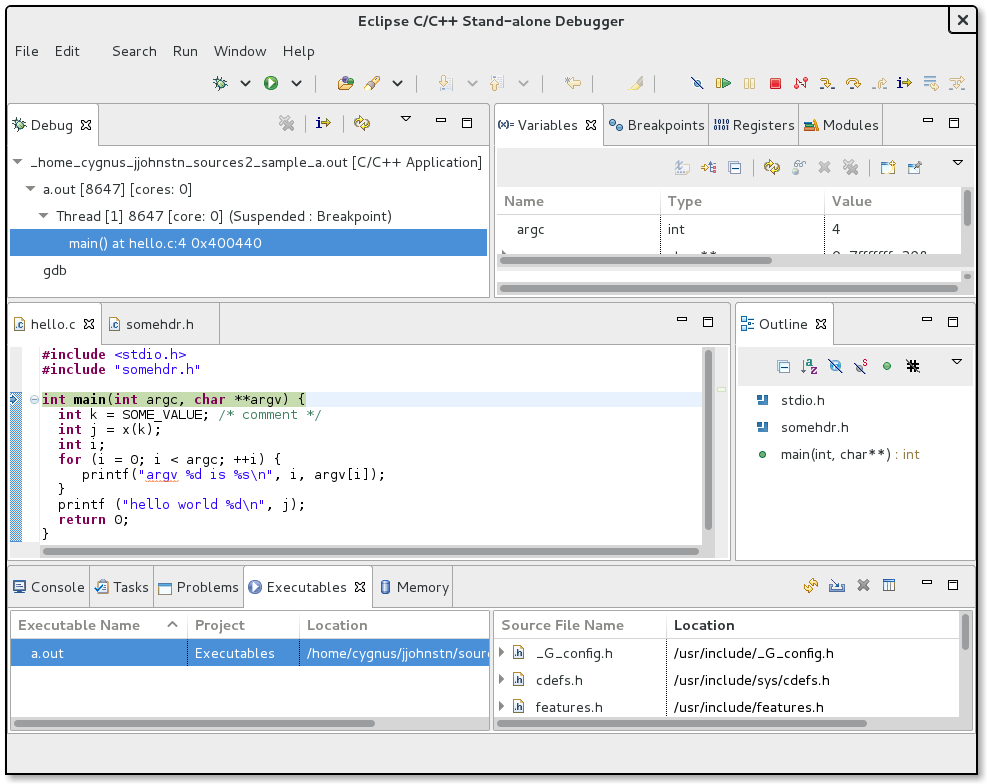 Eclipse C/C++ Stand-alone Debugger
File Edit Search Run Window Help
Debug
_home_cygnus_jjohnstn_sources2_sample_a.out [C/C++ Application]
a.out [8647] [cores: 0]
Thread [1] 8647 [core: 0] (Suspended : Breakpoint)
main() at hello.c:4 0x400440
gdb
(x)= Variables Breakpoints 1010 0101 Registers Modules
Name Type Value
argc int 4
hello.c somehdr.h
#include <stdio.h>
#include "somehdr.h"
int main(int argc, char **argv) {
int k = SOME_VALUE; /* comment */
int j = x(k);
int i;
for (i = 0; i < argc; ++i) {
printf("argv %d is %s\n", i, argv[i]);
}
printf ("hello world %d\n", j);
return 0;
}
Outline
stdio.h
somehdr.h
main(int, char**) : int
Console Tasks Problems Executables Memory
Executable Name Project Location
a.out Executables /home/cygnus/jjohnstn/sour
Source File Name Location
_G_config.h /usr/include/_G_config.h
cdefs.h /usr/include/sys/cdefs.h
features.h /usr/include/features.h